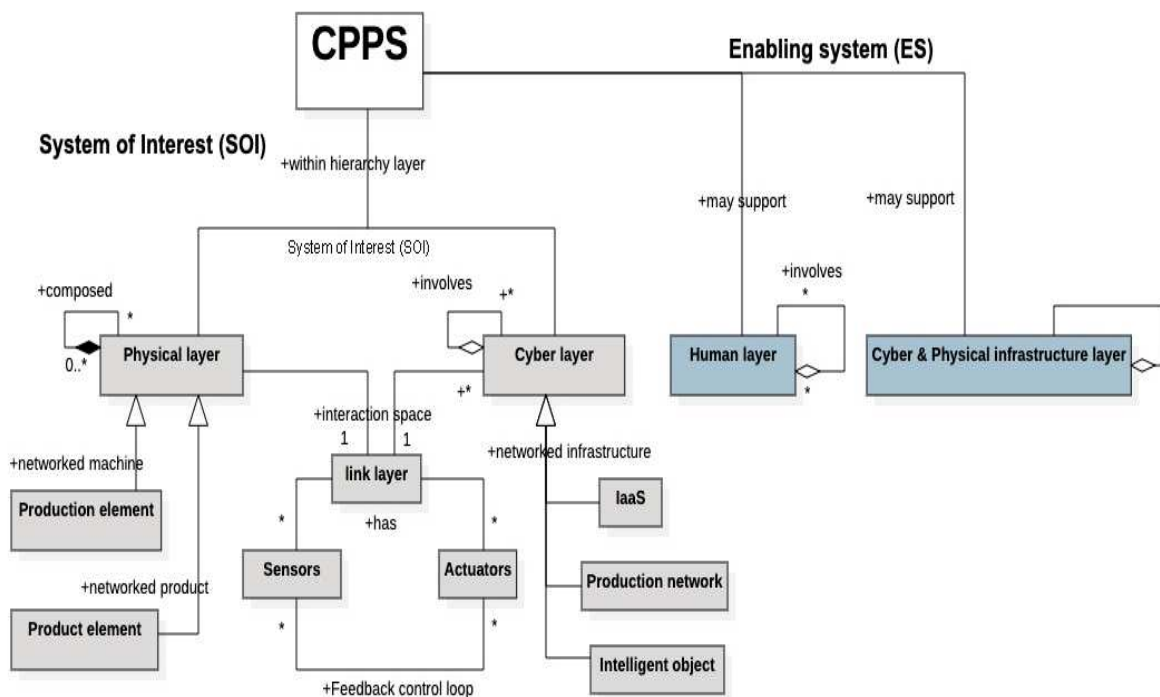 CPPS
Enabling system (ES)
System of Interest (SOI)
+within hierarchy layer
+may support
+may support
System of Interest (SOI)
+composed
*
0..*
Physical layer
+involves
+*
Cyber layer
+*
+involves
*
Human layer
*
Cyber & Physical infrastructure layer
+interaction space
1
1
link layer
+networked machine
Production element
+networked infrastructure
IaaS
+has
*
*
Sensors
Actuators
*
*
+networked product
Product element
Production network
Intelligent object
+Feedback control loop